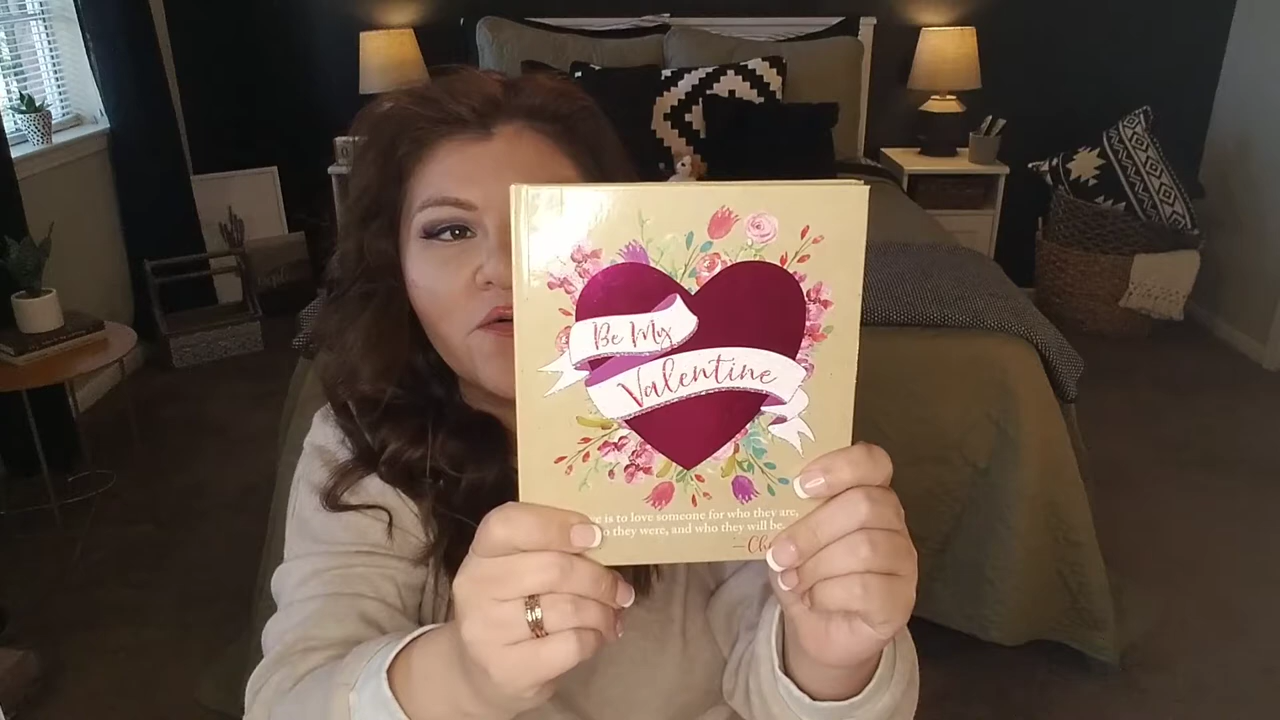 Be My
Valentine
is to love someone for who they are,
they were, and who they will be.